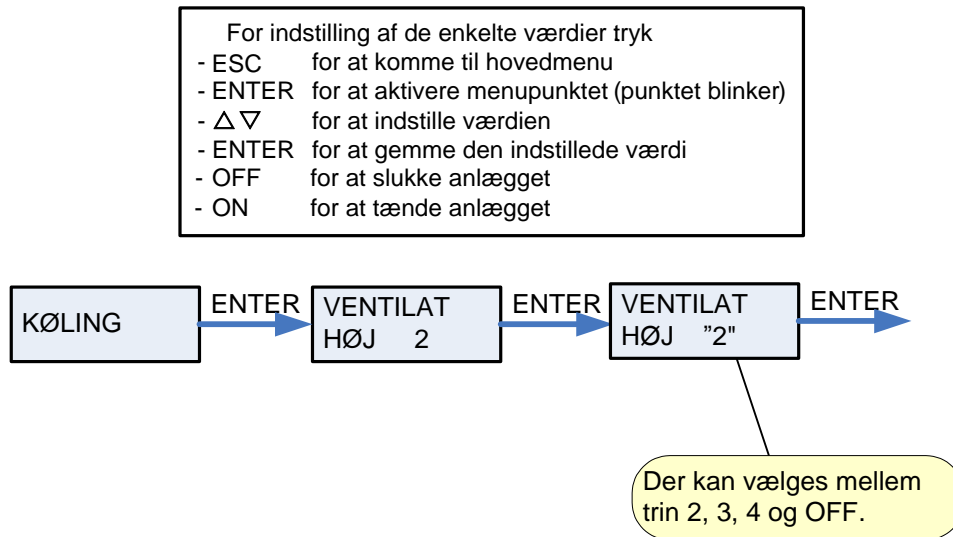 For indstilling af de enkelte værdier tryk
- ESC for at komme til hovedmenu
- ENTER for at aktivere menupunktet (punktet blinker)
- △▽ for at indstille værdien
- ENTER for at gemme den indstillede værdi
- OFF for at slukke anlægget
- ON for at tænde anlægget
KØLING
ENTER
VENTILAT
HØJ 2
ENTER
VENTILAT
HØJ ”2"
ENTER
Der kan vælges mellem
trin 2, 3, 4 og OFF.